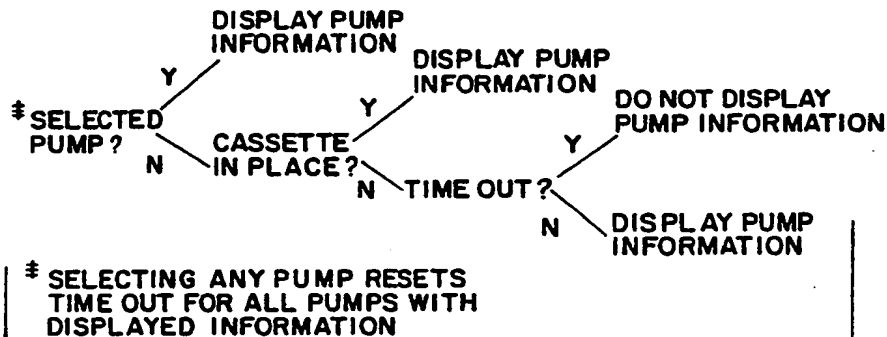 DISPLAY PUMP
INFORMATION
Y
DISPLAY PUMP
INFORMATION
Y
DO NOT DISPLAY
PUMP INFORMATION
Y
‡ SELECTED
PUMP?
N
CASSETTE
IN PLACE?
N
TIME OUT?
N
DISPLAY PUMP
INFORMATION
‡ SELECTING ANY PUMP RESETS
TIME OUT FOR ALL PUMPS WITH
DISPLAYED INFORMATION